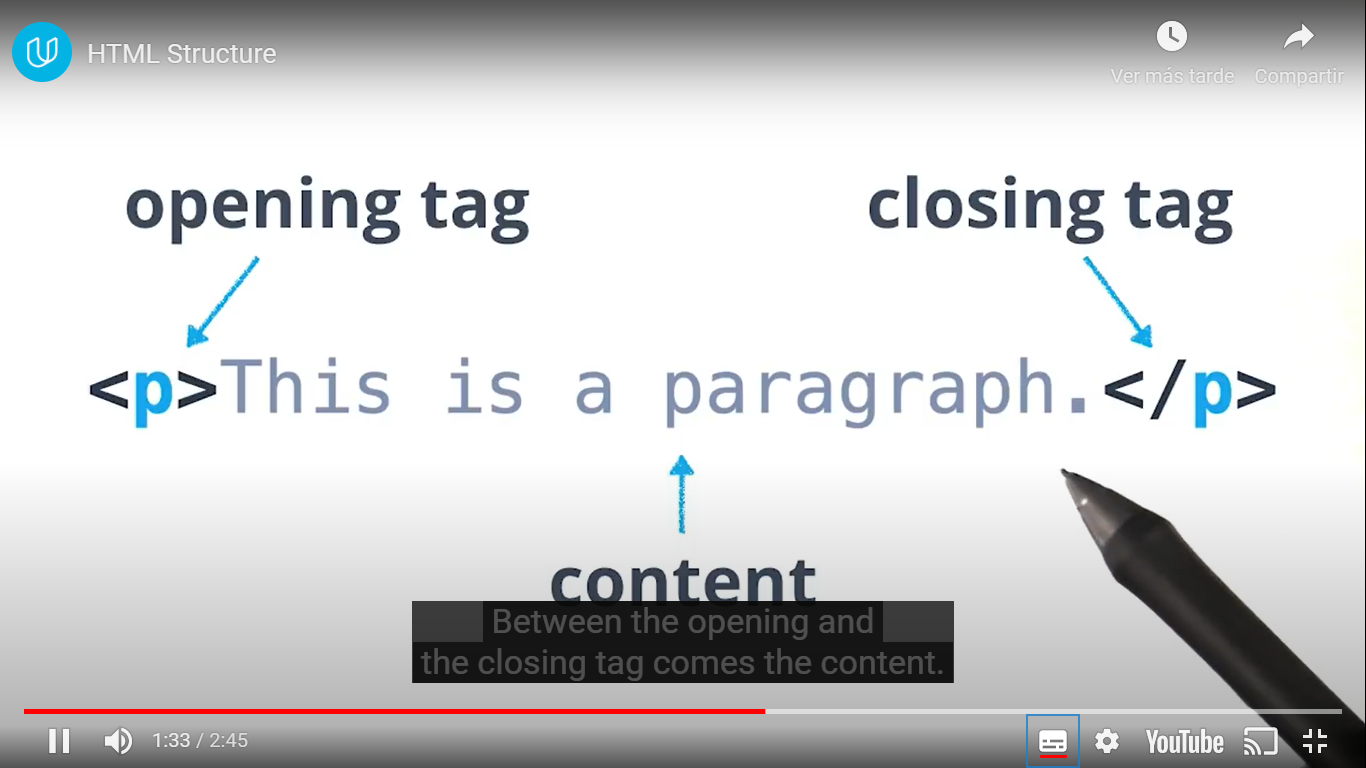 HTML Structure
Ver más tarde
Compartir
opening tag
closing tag
<p>This is a paragraph.</p>
content
Between the opening and
the closing tag comes the content.
1:33 / 2:45
YouTube